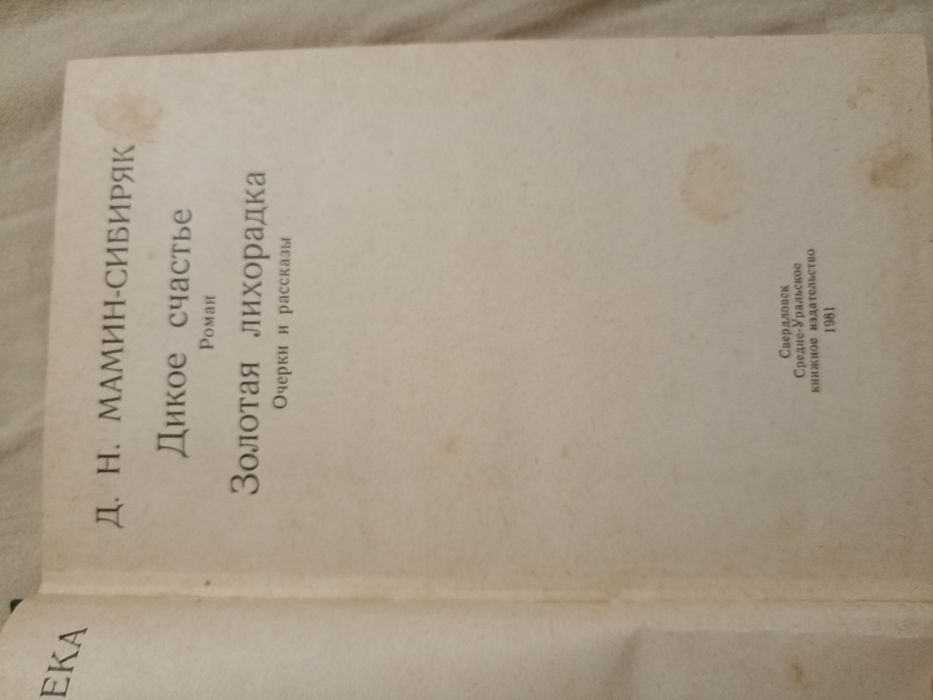 Д. Н. МАМИН-СИБИРЯК
Дикое счастье
Роман
Золотая лихорадка
Очерки и рассказы
Свердловск
Средне-Уральское
книжное издательство
1981
ЕКА